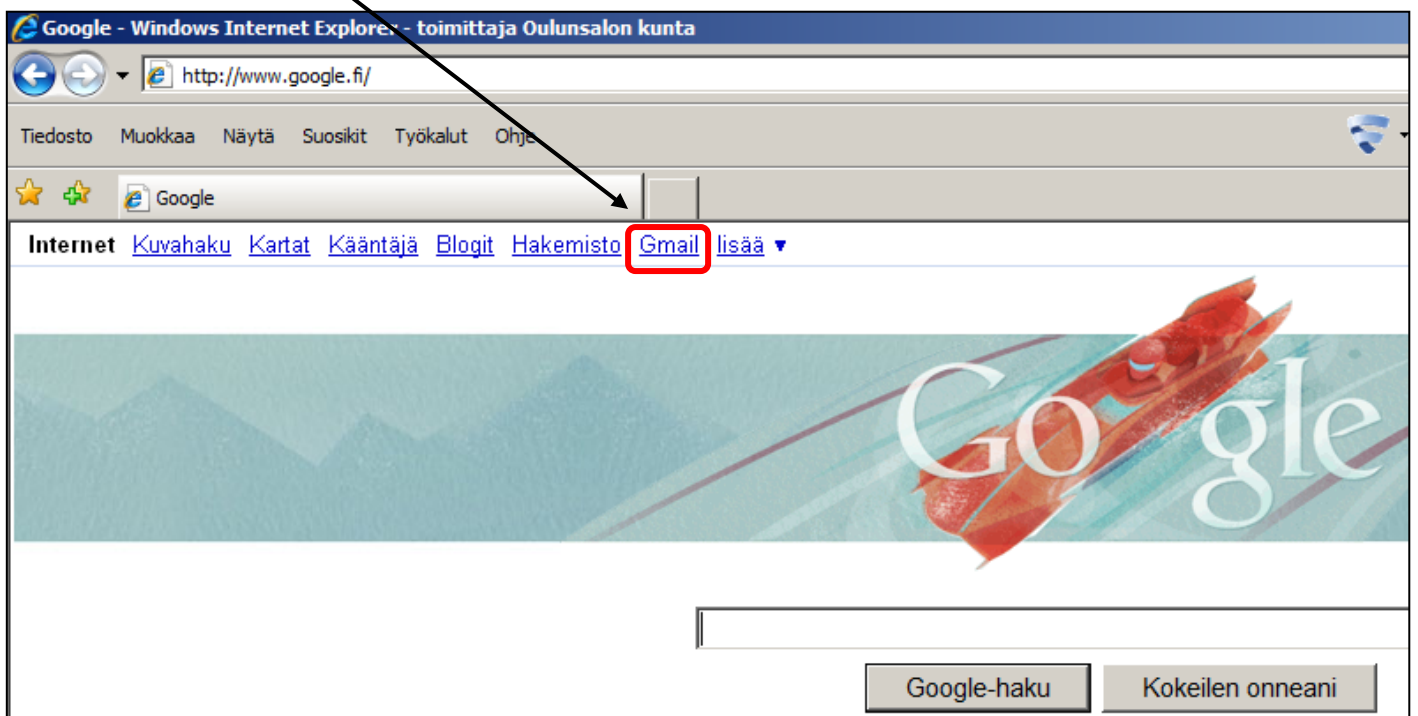 Google - Windows Internet Explorer - toimittaja Oulunsalon kunta
http://www.google.fi/
Tiedosto Muokkaa Näytä Suosikit Työkalut Ohje
Google
Internet Kuvahaku Kartat Kääntäjä Blogit Hakemisto Gmail lisää ▼
Google
Google-haku Kokeilen onneani